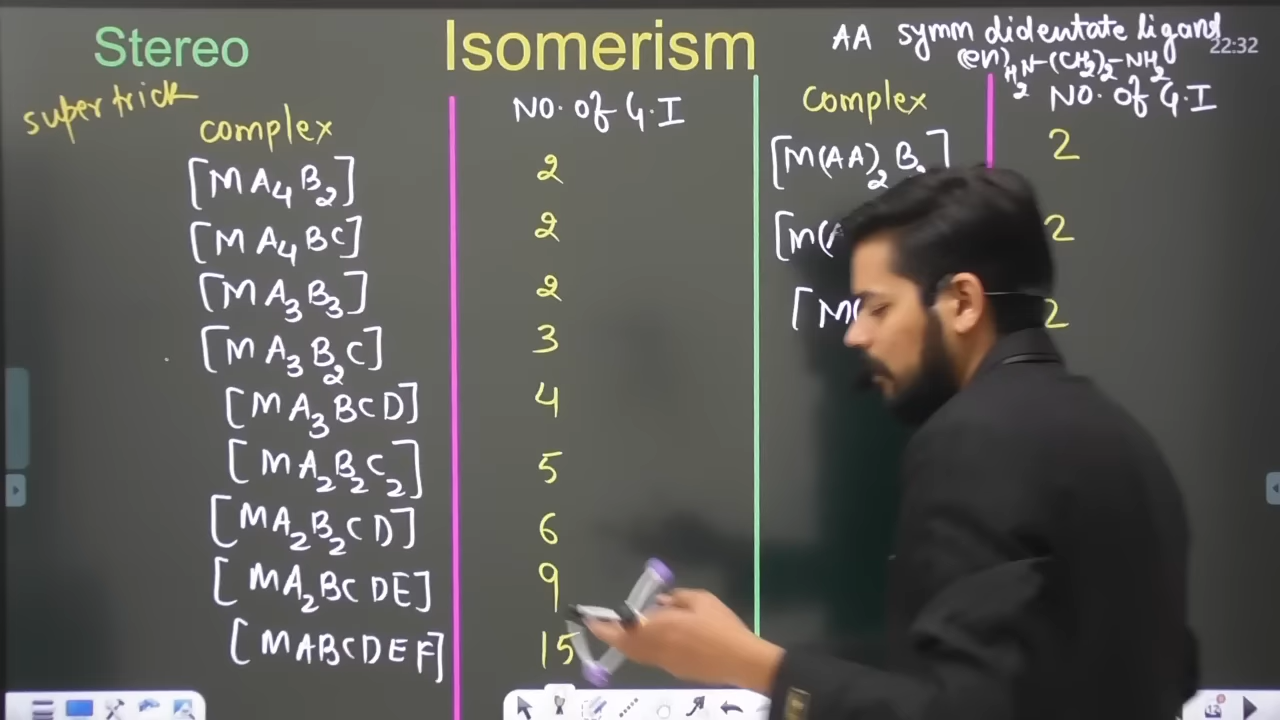 Stereo Isomerism
AA symm didentate ligand
22:32
(en) H2N-(CH2)2-NH2
super trick
complex NO. of G.I
complex NO. of G.I
[MA4B2] 2
[MA4BC] 2
[MA3B3] 2
[MA3B2C] 3
[MA3BCD] 4
[MA2B2C2] 5
[MA2B2CD] 6
[MA2BCDE] 9
[MABCDEF] 15
[M(AA)2B 2
[M( 2
[M( 2